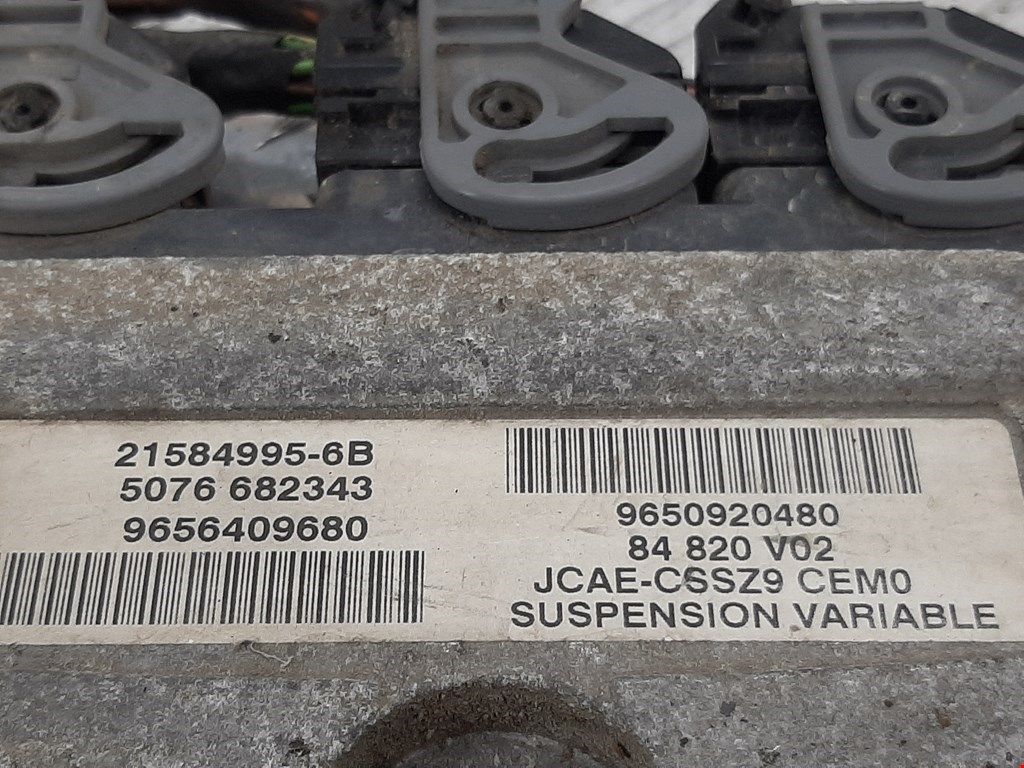 21584995-6B
5076 682343
9656409680
9650920480
84 820 V02
JCAE-CSSZ9 CEM0
SUSPENSION VARIABLE